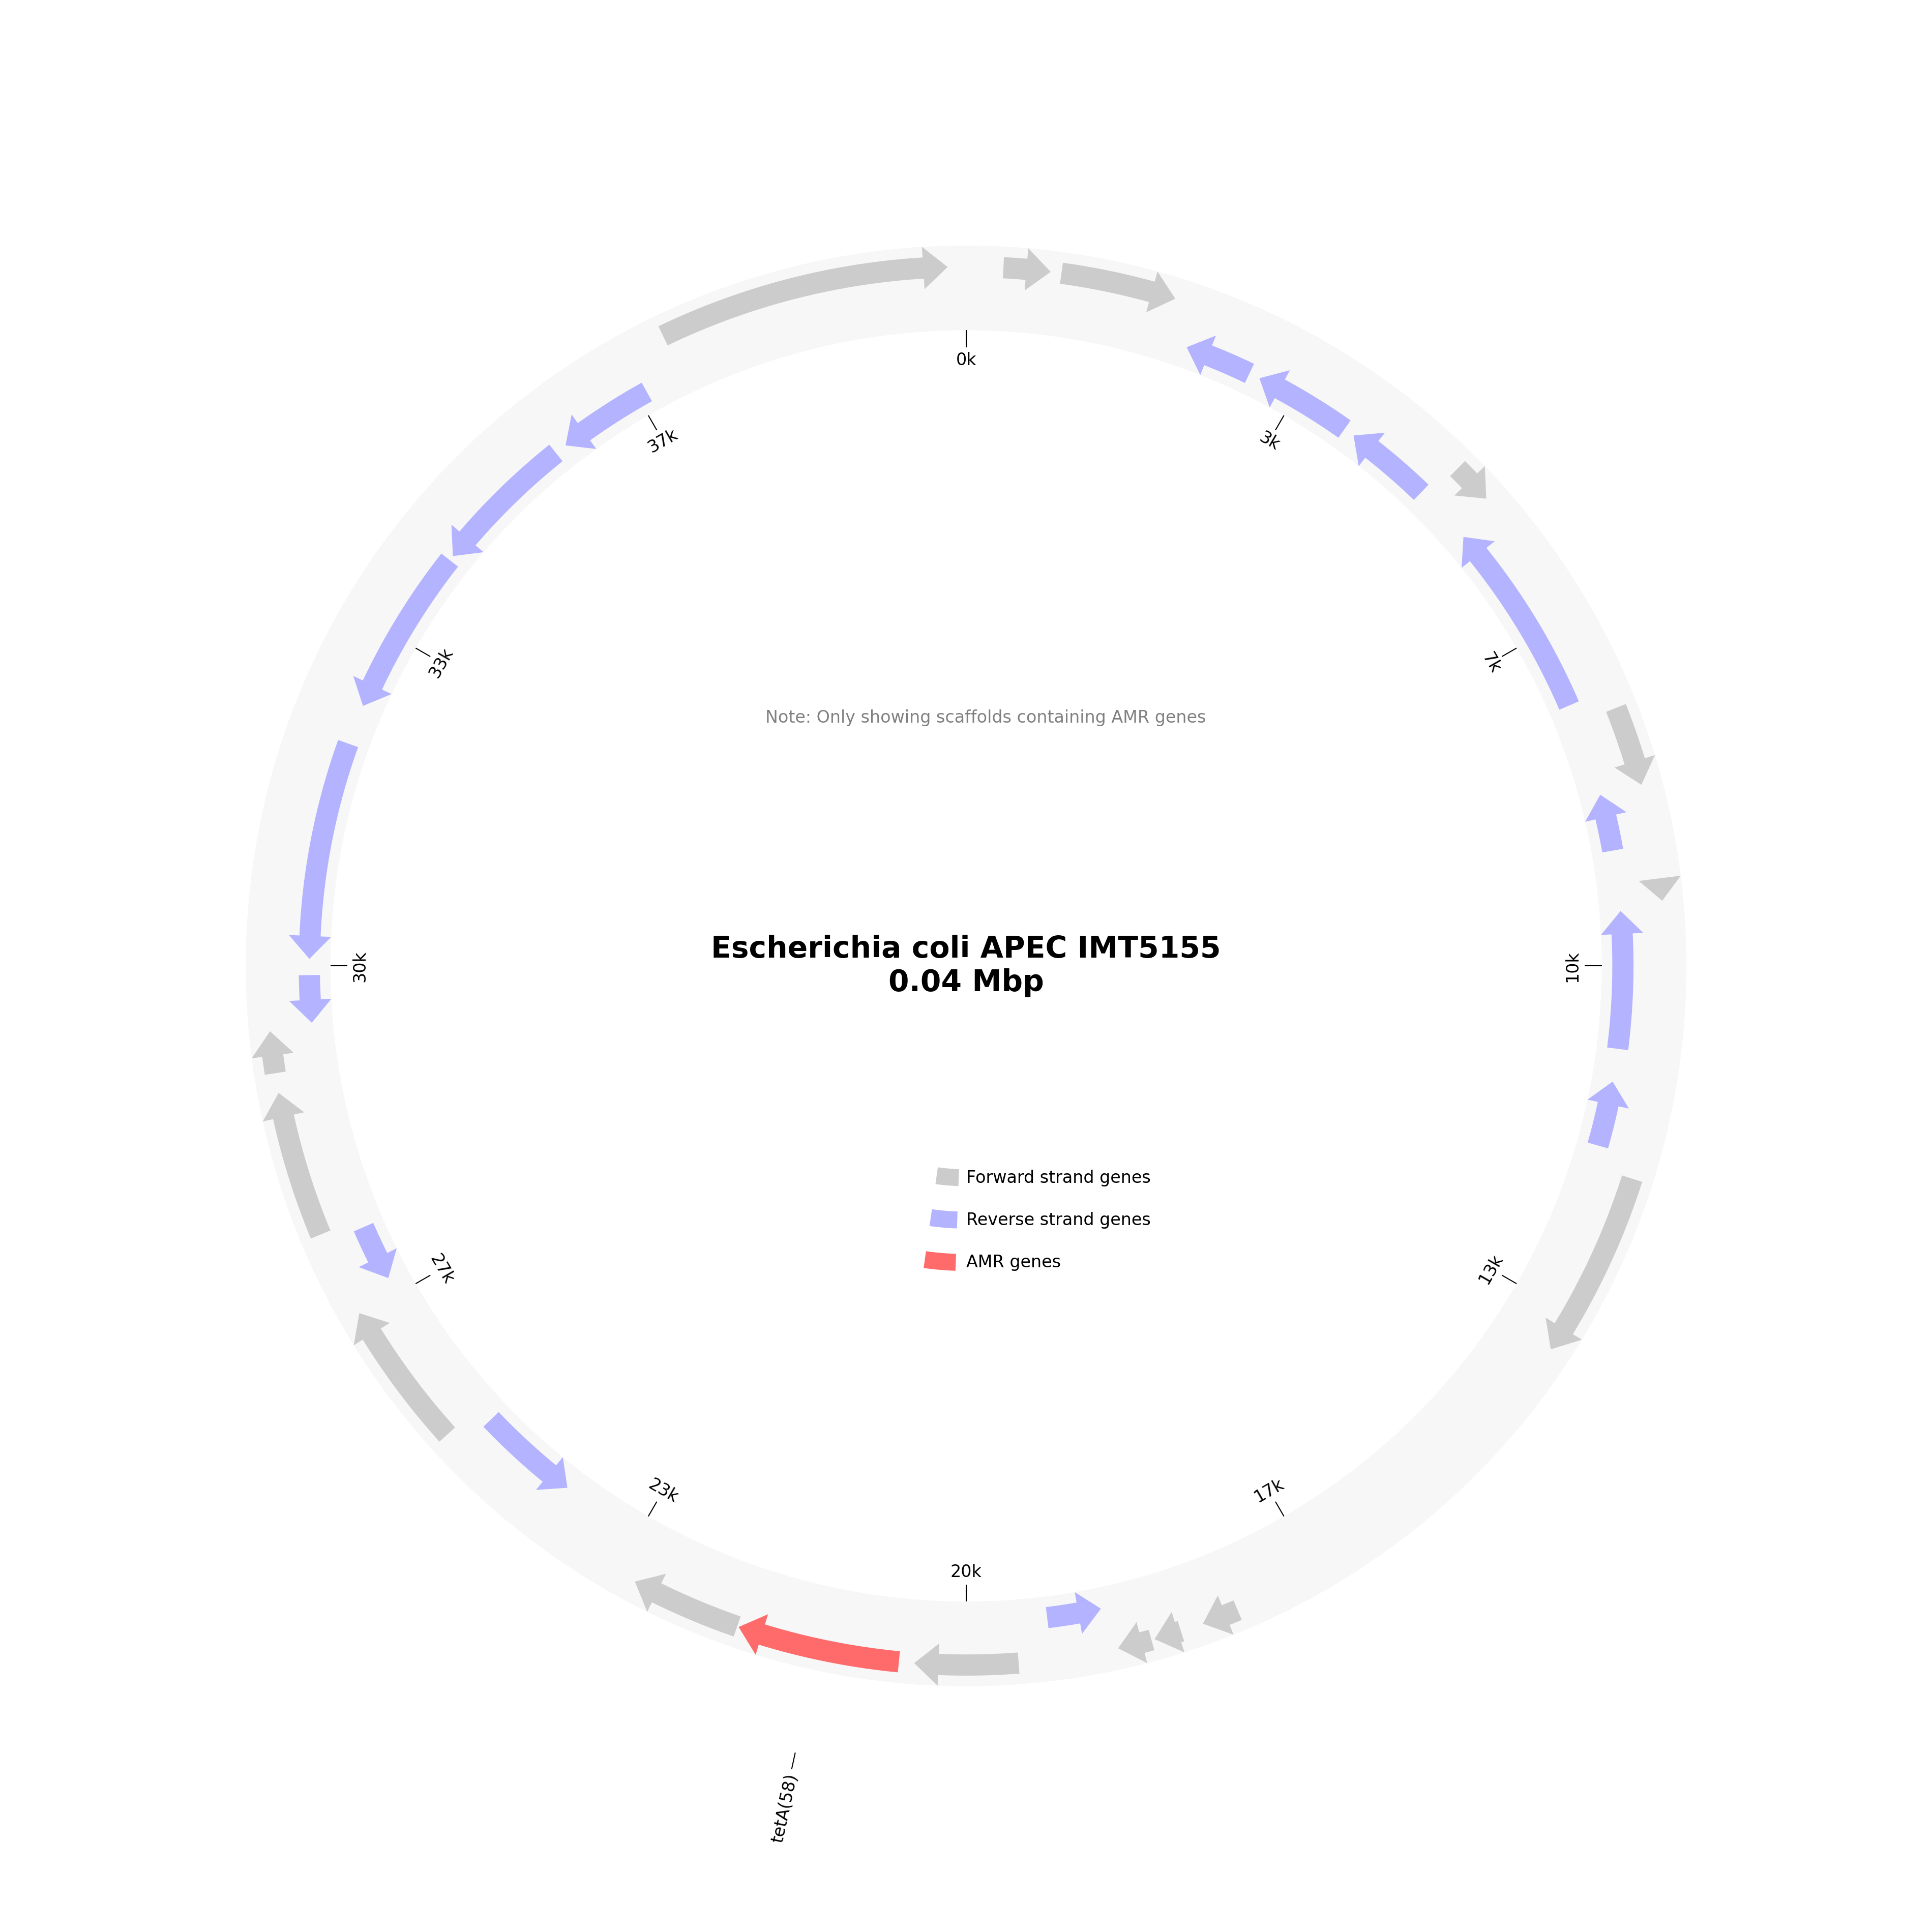 0k
3k
7k
10k
13k
17k
20k
23k
27k
30k
33k
37k
Note: Only showing scaffolds containing AMR genes
Escherichia coli APEC IMT5155
0.04 Mbp
Forward strand genes
Reverse strand genes
AMR genes
tetA(58)